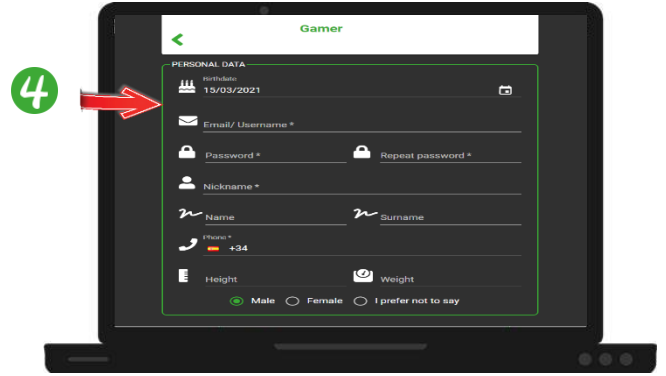 Gamer
4
PERSONAL DATA
Birthdate
15/03/2021
Email/ Username *
Password * Repeat password *
Nickname *
Name Surname
Phone *
+34
Height Weight
Male Female I prefer not to say